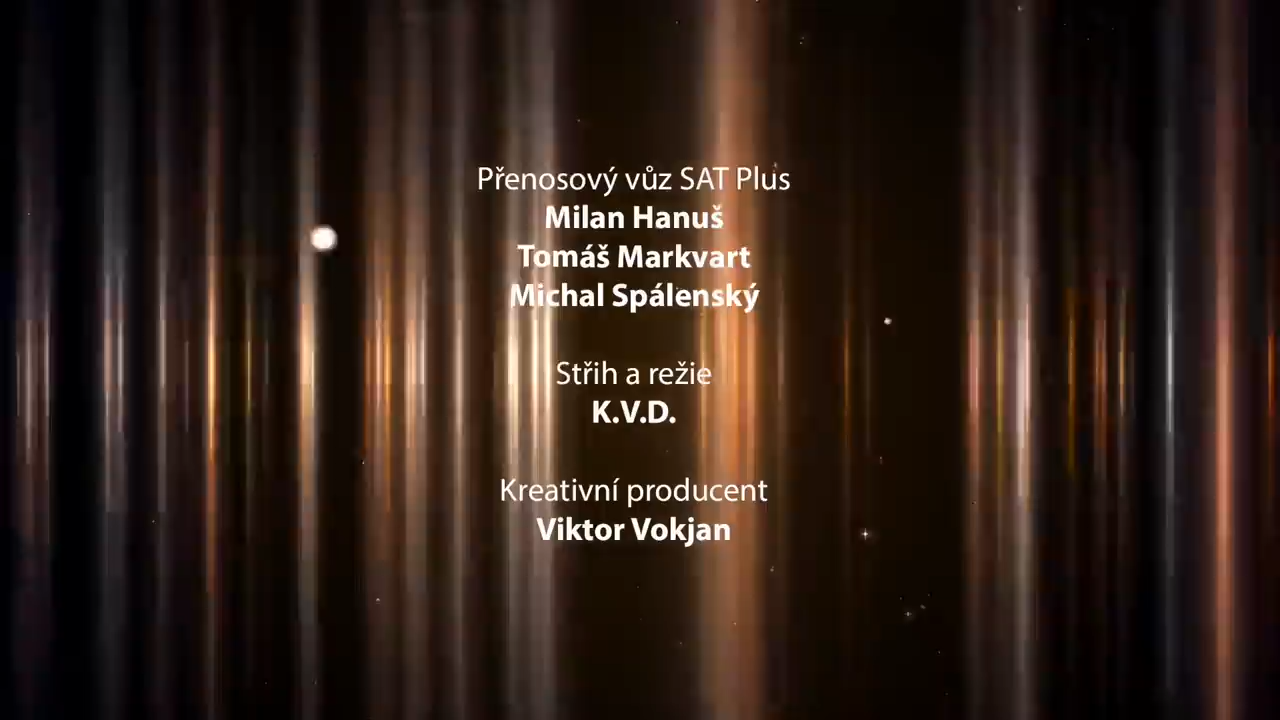 Přenosový vůz SAT Plus
Milan Hanuš
Tomáš Markvart
Michal Spálenský
Střih a režie
K.V.D.
Kreativní producent
Viktor Vokjan